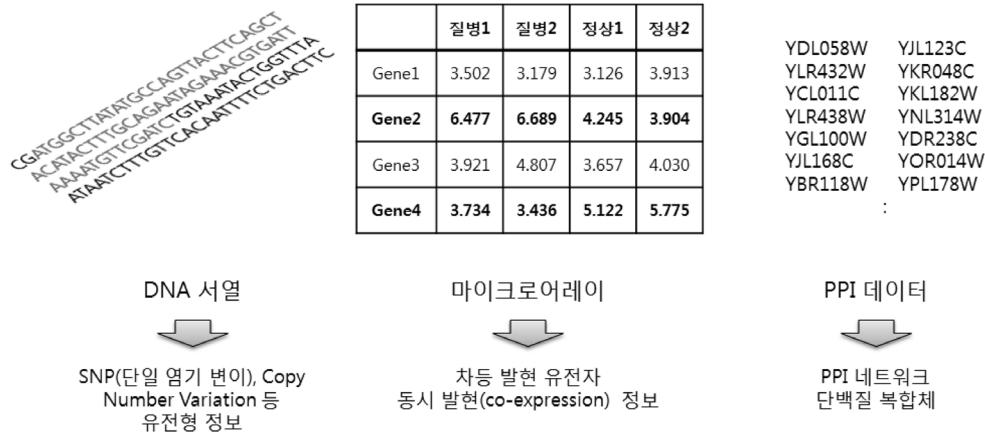 CGATGGCTTATATGCCAGTTACTTCAGCT
ACATACTTTGCAGAATAGAAACGTGATT
AAAATGTTCGATCTGTAAATACTGGTTTA
ATAATCTTTGTTCACAATTTTCTGACTTC
질병1 질병2 정상1 정상2
Gene1 3.502 3.179 3.126 3.913
Gene2 6.477 6.689 4.245 3.904
Gene3 3.921 4.807 3.657 4.030
Gene4 3.734 3.436 5.122 5.775
YDL058W YJL123C
YLR432W YKR048C
YCL011C YKL182W
YLR438W YNL314W
YGL100W YDR238C
YJL168C YOR014W
YBR118W YPL178W
:
DNA 서열
SNP(단일 염기 변이), Copy
Number Variation 등
유전형 정보
마이크로어레이
차등 발현 유전자
동시 발현(co-expression) 정보
PPI 데이터
PPI 네트워크
단백질 복합체